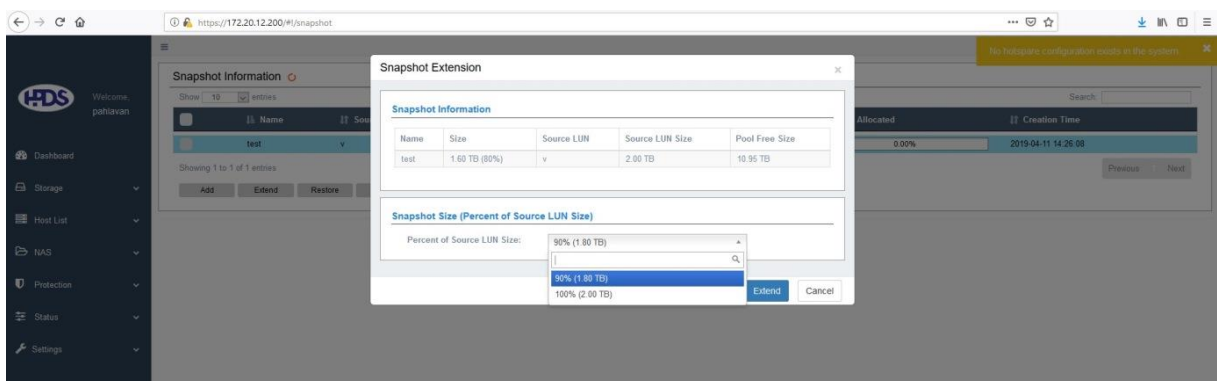 https://172.20.12.200/#!/snapshot
No hotspare configuration exists in the system.
HPDS
Welcome,
pahlavan
Dashboard
Storage
Host List
NAS
Protection
Status
Settings
Snapshot Information
Show 10 entries
Search:
Name
Sou
Allocated
Creation Time
test v 0.00% 2019-04-11 14:26:08
Showing 1 to 1 of 1 entries
Previous Next
Add Extend Restore
Snapshot Extension
Snapshot Information
Name Size Source LUN Source LUN Size Pool Free Size
test 1.60 TB (80%) v 2.00 TB 10.95 TB
Snapshot Size (Percent of Source LUN Size)
Percent of Source LUN Size: 90% (1.80 TB)
90% (1.80 TB)
100% (2.00 TB)
Extend Cancel